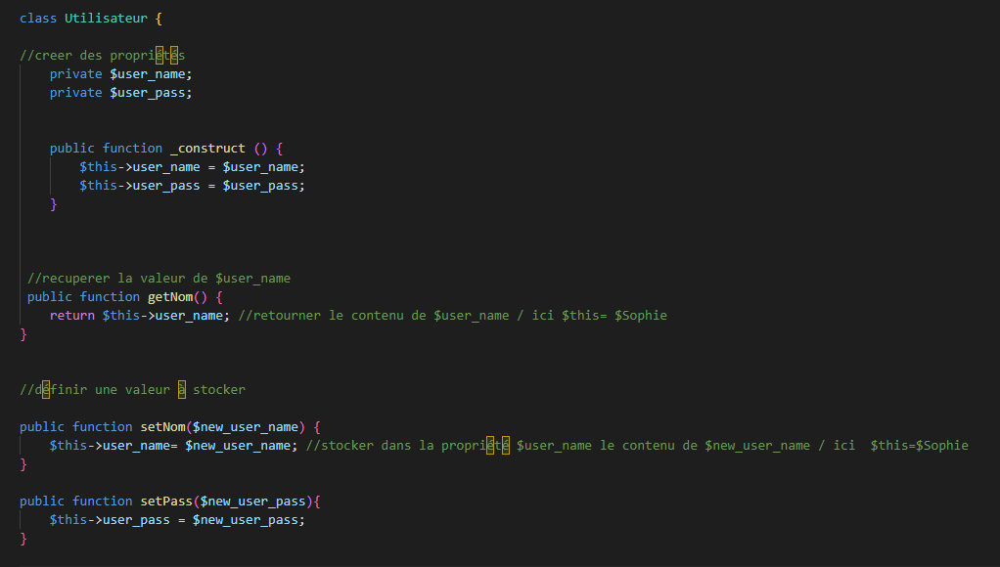 class Utilisateur {
//creer des propriétés
private $user_name;
private $user_pass;
public function _construct () {
$this->user_name = $user_name;
$this->user_pass = $user_pass;
}
//recuperer la valeur de $user_name
public function getNom() {
return $this->user_name; //retourner le contenu de $user_name / ici $this= $Sophie
}
//définir une valeur à stocker
public function setNom($new_user_name) {
$this->user_name= $new_user_name; //stocker dans la propriété $user_name le contenu de $new_user_name / ici  $this=$Sophie
}
public function setPass($new_user_pass){
$this->user_pass = $new_user_pass;
}